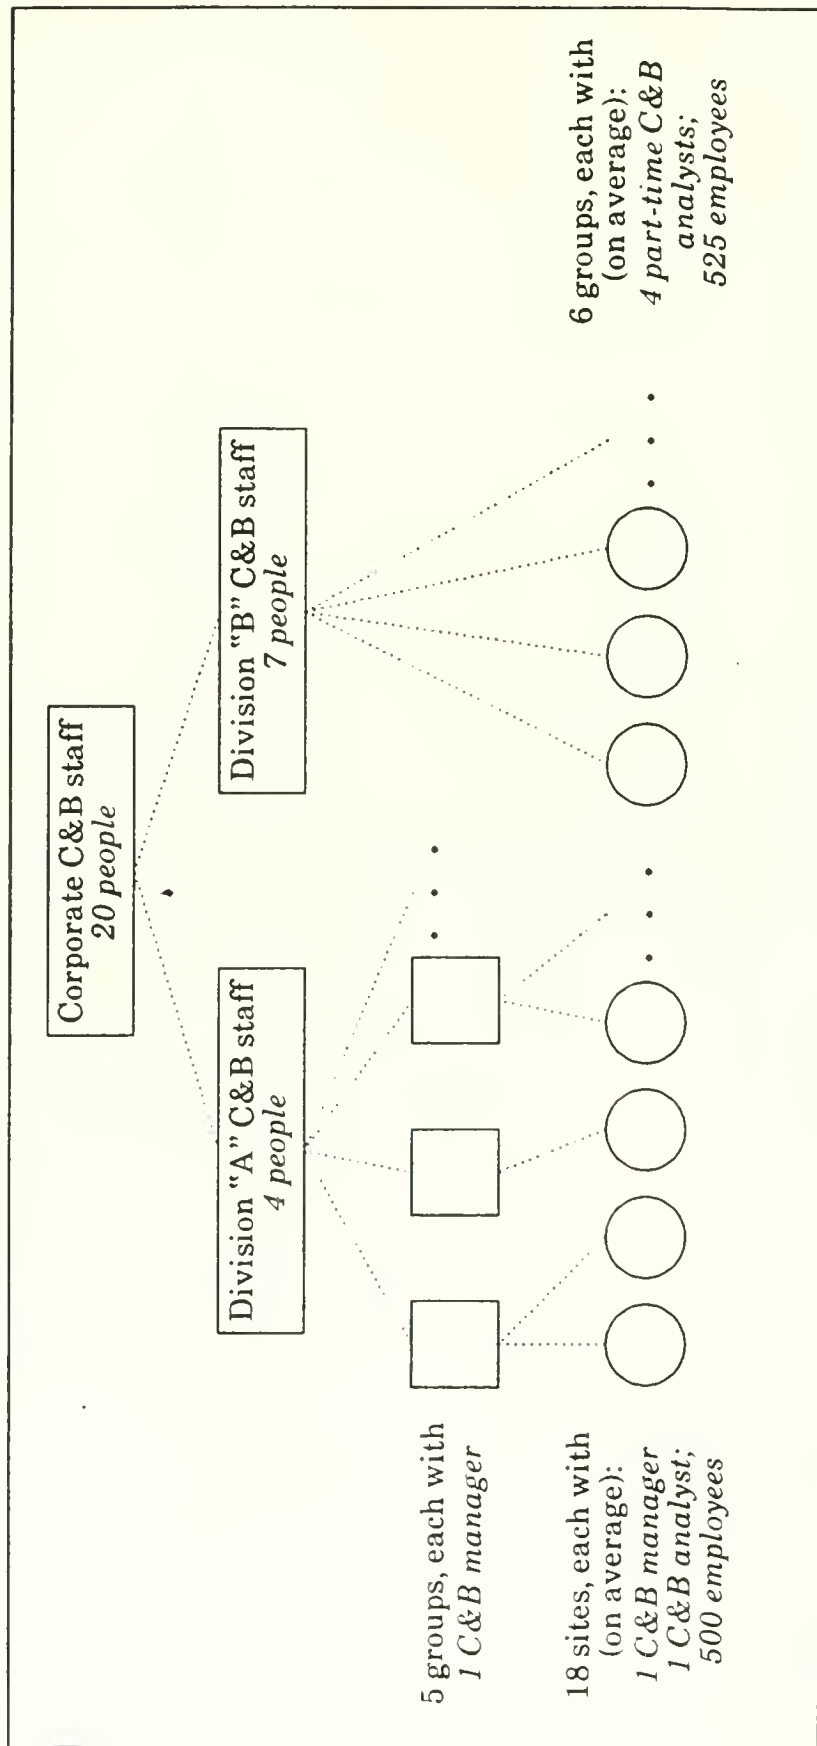 Corporate C&B staff
20 people
Division "A" C&B staff
4 people
Division "B" C&B staff
7 people
5 groups, each with
1 C&B manager
18 sites, each with
(on average):
1 C&B manager
1 C&B analyst;
500 employees
6 groups, each with
(on average):
4 part-time C&B
analysts;
525 employees